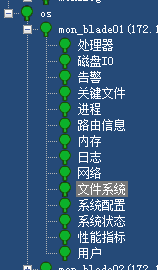 os
mon_blade01(172.1
处理器
磁盘IO
告警
关键文件
进程
路由信息
内存
日志
网络
文件系统
系统配置
系统状态
性能指标
用户